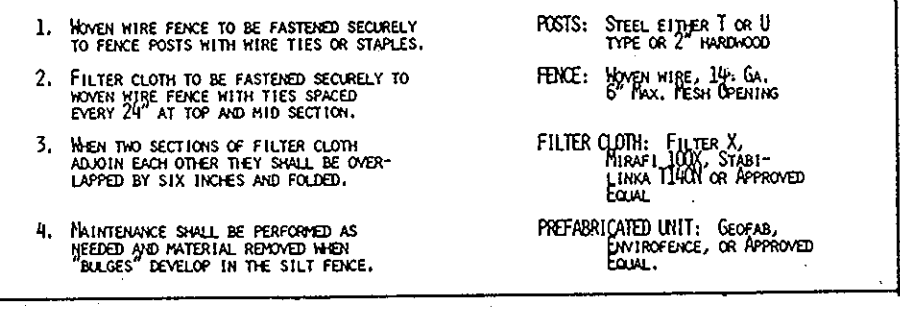 1. WOVEN WIRE FENCE TO BE FASTENED SECURELY
TO FENCE POSTS WITH WIRE TIES OR STAPLES.
2. FILTER CLOTH TO BE FASTENED SECURELY TO
WOVEN WIRE FENCE WITH TIES SPACED
EVERY 24" AT TOP AND MID SECTION.
3. WHEN TWO SECTIONS OF FILTER CLOTH
ADJOIN EACH OTHER THEY SHALL BE OVER-
LAPPED BY SIX INCHES AND FOLDED.
4. MAINTENANCE SHALL BE PERFORMED AS
NEEDED AND MATERIAL REMOVED WHEN
"BULGES" DEVELOP IN THE SILT FENCE.
POSTS: STEEL EITHER T OR U
TYPE OR 2" HARDWOOD
FENCE: WOVEN WIRE, 14½ GA.
6" MAX. MESH OPENING
FILTER CLOTH: FILTER X,
MIRAFI 100X, STABI-
LINKA T140N OR APPROVED
EQUAL
PREFABRICATED UNIT: GEOFAB,
ENVIROFENCE, OR APPROVED
EQUAL.